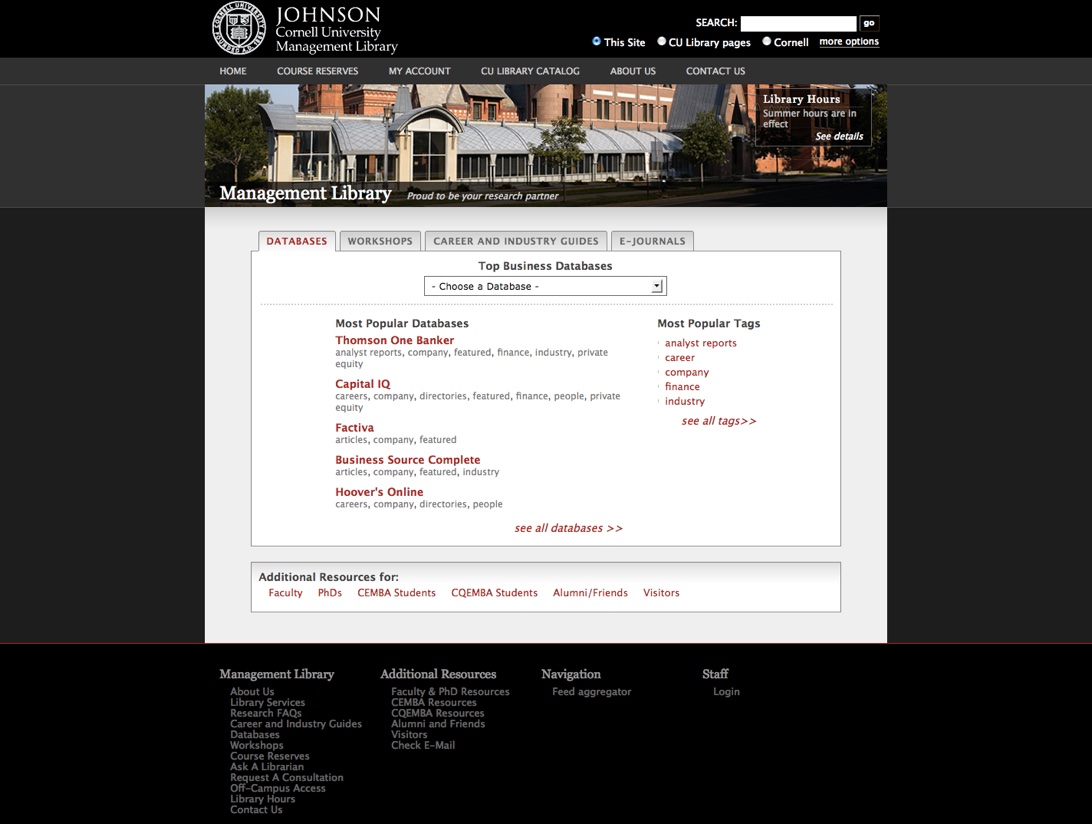 JOHNSON
Cornell University
Management Library
SEARCH:
go
This Site
CU Library pages
Cornell
more options
HOME
COURSE RESERVES
MY ACCOUNT
CU LIBRARY CATALOG
ABOUT US
CONTACT US
Library Hours
Summer hours are in
effect
See details
Management Library
Proud to be your research partner
DATABASES
WORKSHOPS
CAREER AND INDUSTRY GUIDES
E-JOURNALS
Top Business Databases
- Choose a Database -
Most Popular Databases
Thomson One Banker
analyst reports, company, featured, finance, industry, private
equity
Capital IQ
careers, company, directories, featured, finance, people, private
equity
Factiva
articles, company, featured
Business Source Complete
articles, company, featured, industry
Hoover's Online
careers, company, directories, people
see all databases >>
Most Popular Tags
analyst reports
career
company
finance
industry
see all tags>>
Additional Resources for:
Faculty
PhDs
CEMBA Students
CQEMBA Students
Alumni/Friends
Visitors
Management Library
About Us
Library Services
Research FAQs
Career and Industry Guides
Databases
Workshops
Course Reserves
Ask A Librarian
Request A Consultation
Off-Campus Access
Library Hours
Contact Us
Additional Resources
Faculty & PhD Resources
CEMBA Resources
CQEMBA Resources
Alumni and Friends
Visitors
Check E-Mail
Navigation
Feed aggregator
Staff
Login